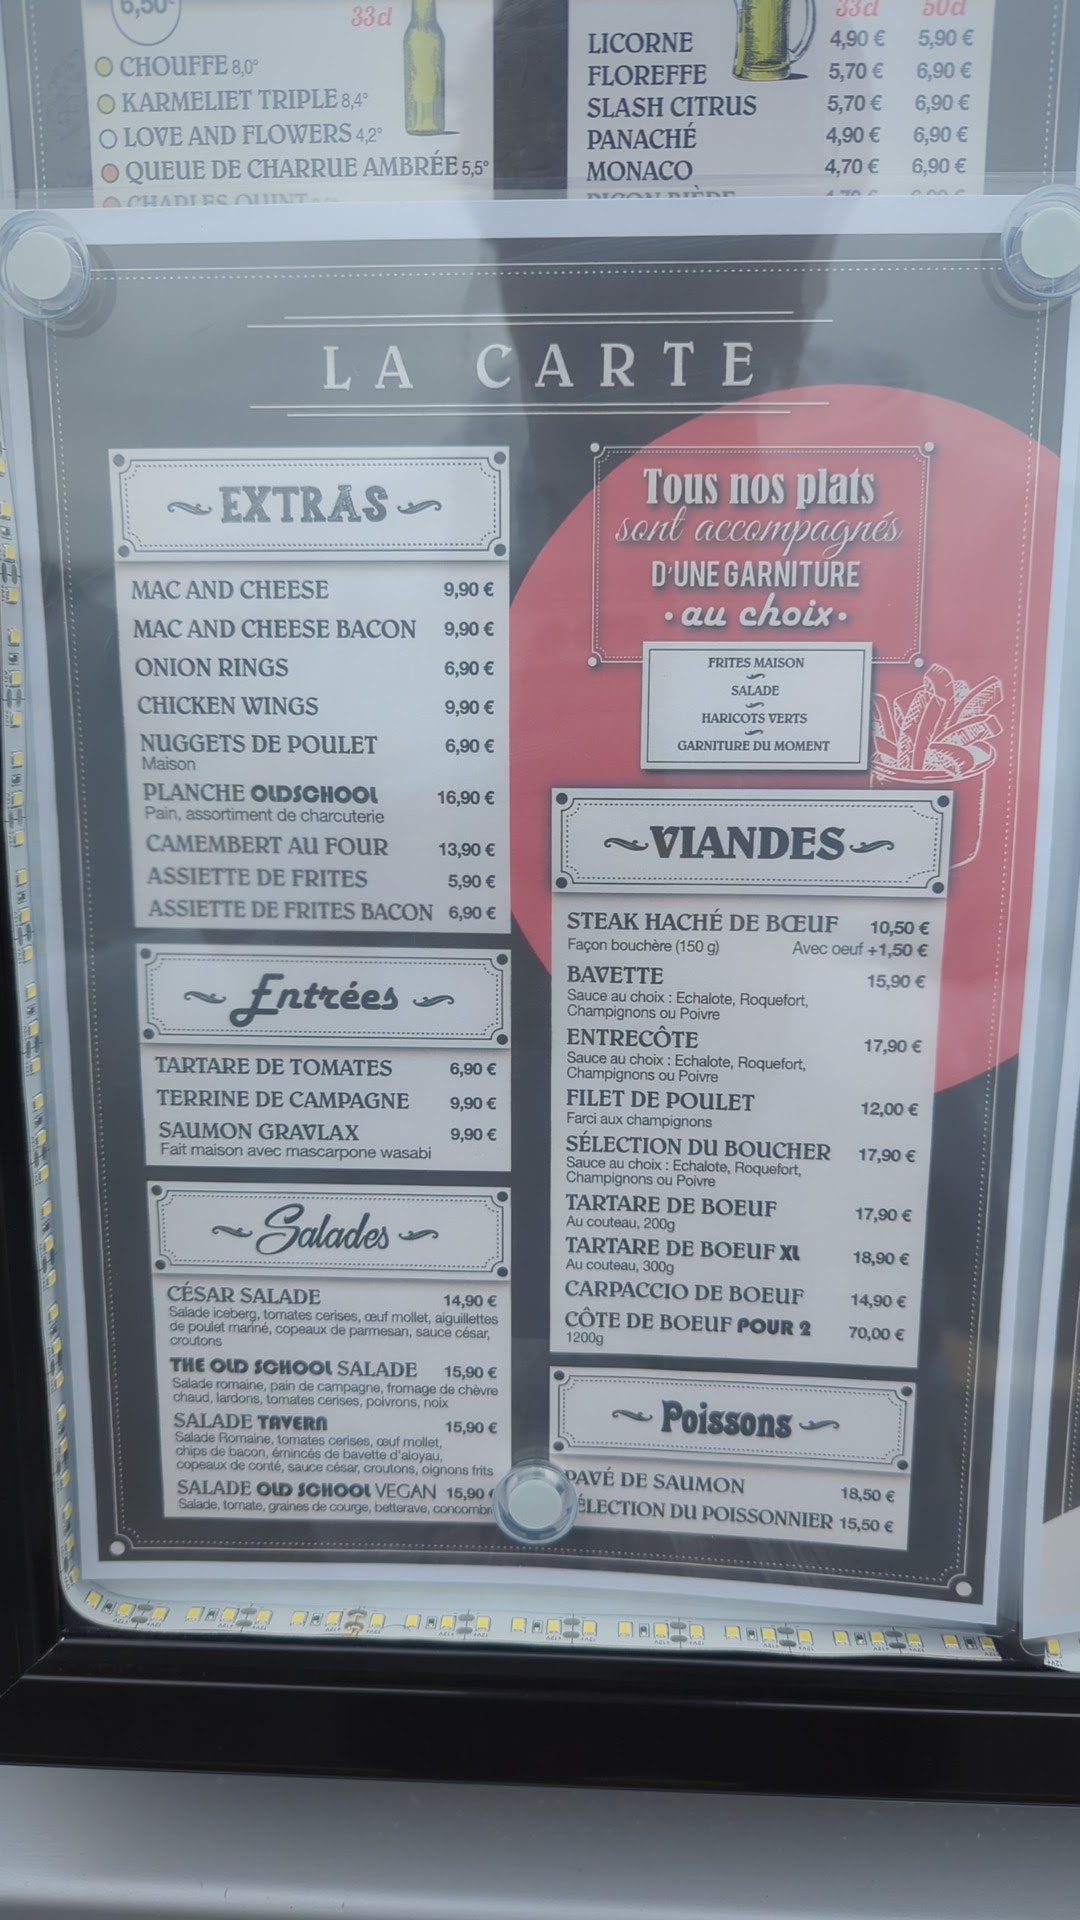 6,50€
33cl
CHOUFFE 8,0°
KARMELIET TRIPLE 8,4°
LOVE AND FLOWERS 4,2°
QUEUE DE CHARRUE AMBRÉE 5,5°
CHARLES QUINT
33cl 50cl
LICORNE 4,90 € 5,90 €
FLOREFFE 5,70 € 6,90 €
SLASH CITRUS 5,70 € 6,90 €
PANACHÉ 4,90 € 6,90 €
MONACO 4,70 € 6,90 €
PICON BIÈRE
LA CARTE
EXTRAS
MAC AND CHEESE 9,90 €
MAC AND CHEESE BACON 9,90 €
ONION RINGS 6,90 €
CHICKEN WINGS 9,90 €
NUGGETS DE POULET 6,90 €
Maison
PLANCHE OLDSCHOOL 16,90 €
Pain, assortiment de charcuterie
CAMEMBERT AU FOUR 13,90 €
ASSIETTE DE FRITES 5,90 €
ASSIETTE DE FRITES BACON 6,90 €
Entrées
TARTARE DE TOMATES 6,90 €
TERRINE DE CAMPAGNE 9,90 €
SAUMON GRAVLAX 9,90 €
Fait maison avec mascarpone wasabi
Salades
CÉSAR SALADE 14,90 €
Salade iceberg, tomates cerises, œuf mollet, aiguillettes
de poulet mariné, copeaux de parmesan, sauce césar,
croutons
THE OLD SCHOOL SALADE 15,90 €
Salade romaine, pain de campagne, fromage de chèvre
chaud, lardons, tomates cerises, poivrons, noix
SALADE TAVERN 15,90 €
Salade Romaine, tomates cerises, œuf mollet,
chips de bacon, émincés de bavette d'aloyau,
copeaux de conté, sauce césar, croutons, oignons frits
SALADE OLD SCHOOL VEGAN 15,90 €
Salade, tomate, graines de courge, betterave, concombr
Tous nos plats
sont accompagnés
D'UNE GARNITURE
• au choix •
FRITES MAISON
SALADE
HARICOTS VERTS
GARNITURE DU MOMENT
VIANDES
STEAK HACHÉ DE BŒUF 10,50 €
Façon bouchère (150 g) Avec oeuf +1,50 €
BAVETTE 15,90 €
Sauce au choix : Echalote, Roquefort,
Champignons ou Poivre
ENTRECÔTE 17,90 €
Sauce au choix : Echalote, Roquefort,
Champignons ou Poivre
FILET DE POULET 12,00 €
Farci aux champignons
SÉLECTION DU BOUCHER 17,90 €
Sauce au choix : Echalote, Roquefort,
Champignons ou Poivre
TARTARE DE BOEUF 17,90 €
Au couteau, 200g
TARTARE DE BOEUF XL 18,90 €
Au couteau, 300g
CARPACCIO DE BOEUF 14,90 €
CÔTE DE BOEUF POUR 2 70,00 €
1200g
Poissons
PAVÉ DE SAUMON 18,50 €
ÉLECTION DU POISSONNIER 15,50 €